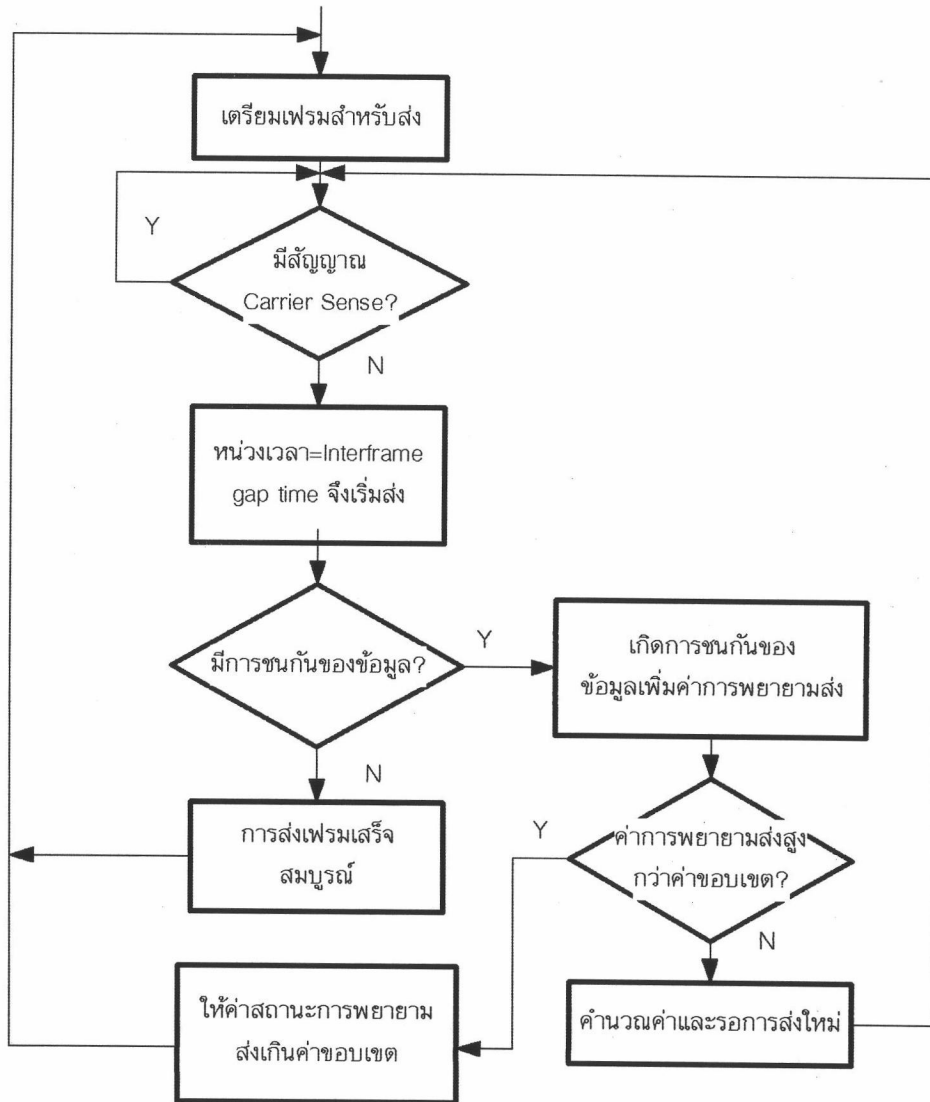 เตรียมเฟรมสำหรับส่ง
Y
มีสัญญาณ
Carrier Sense?
N
หน่วงเวลา=Interframe
gap time จึงเริ่มส่ง
มีการชนกันของข้อมูล?
Y
เกิดการชนกันของ
ข้อมูลเพิ่มค่าการพยายามส่ง
N
การส่งเฟรมเสร็จ
สมบูรณ์
Y
ค่าการพยายามส่งสูง
กว่าค่าขอบเขต?
N
ให้ค่าสถานะการพยายาม
ส่งเกินค่าขอบเขต
คำนวณค่าและรอการส่งใหม่